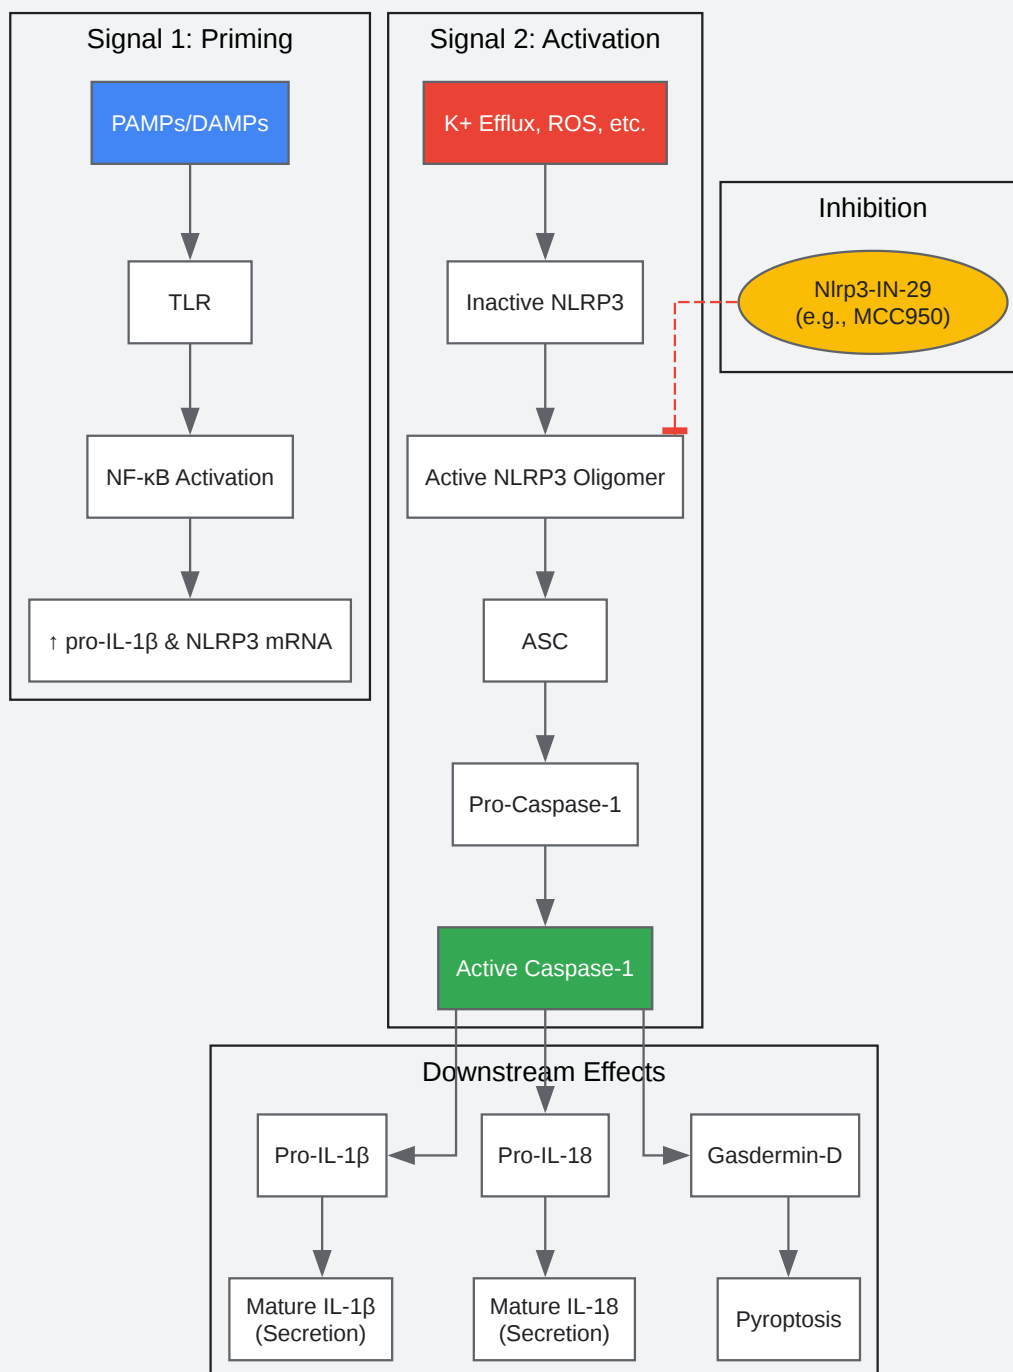 Signal 1: Priming
PAMPs/DAMPs
TLR
NF-κB Activation
↑ pro-IL-1β & NLRP3 mRNA
Signal 2: Activation
K+ Efflux, ROS, etc.
Inactive NLRP3
Active NLRP3 Oligomer
ASC
Pro-Caspase-1
Active Caspase-1
Inhibition
Nlrp3-IN-29
(e.g., MCC950)
Downstream Effects
Pro-IL-1β
Pro-IL-18
Gasdermin-D
Mature IL-1β
(Secretion)
Mature IL-18
(Secretion)
Pyroptosis